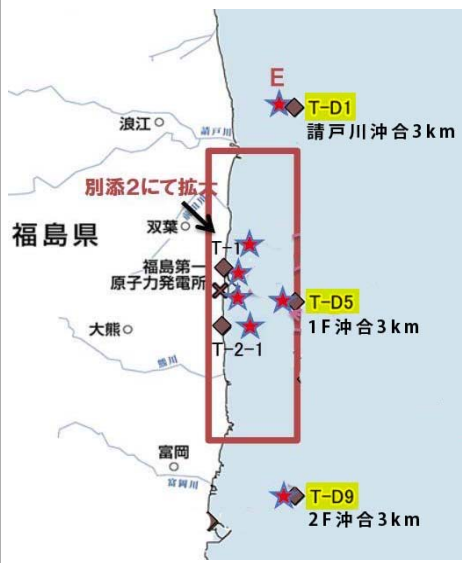 E
T-D1
請戸川沖合3km
浪江
請戸川
別添2にて拡大
双葉
福島県
T-1
福島第一
原子力発電所
T-D5
1F沖合3km
大熊
T-2-1
熊川
富岡
富岡川
T-D9
2F沖合3km